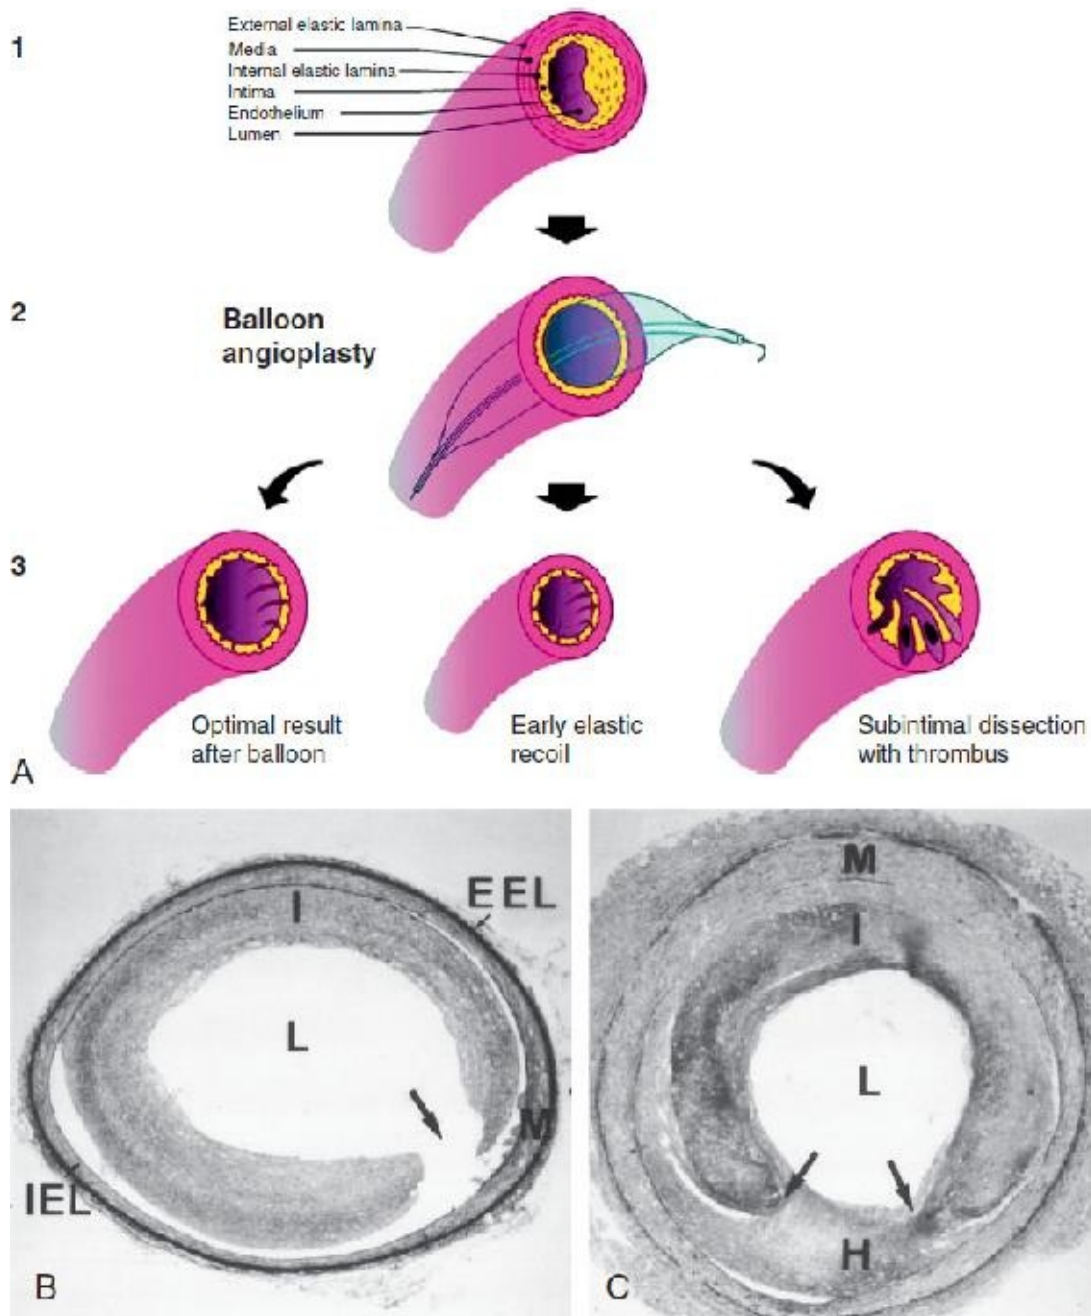 1
External elastic lamina
Media
Internal elastic lamina
Intima
Endothelium
Lumen
2
Balloon
angioplasty
3
Optimal result
after balloon
Early elastic
recoil
Subintimal dissection
with thrombus
A
I
EEL
L
M
IEL
B
M
I
L
H
C